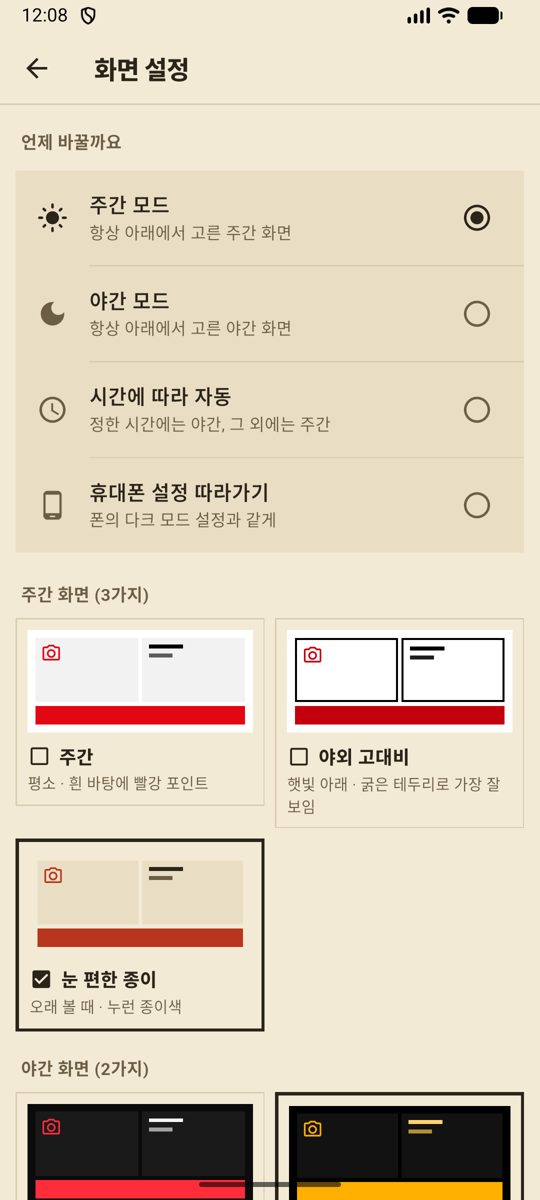 12:08
화면 설정
언제 바꿀까요
주간 모드
항상 아래에서 고른 주간 화면
야간 모드
항상 아래에서 고른 야간 화면
시간에 따라 자동
정한 시간에는 야간, 그 외에는 주간
휴대폰 설정 따라가기
폰의 다크 모드 설정과 같게
주간 화면 (3가지)
주간
평소 · 흰 바탕에 빨강 포인트
야외 고대비
햇빛 아래 · 굵은 테두리로 가장 잘
보임
눈 편한 종이
오래 볼 때 · 누런 종이색
야간 화면 (2가지)